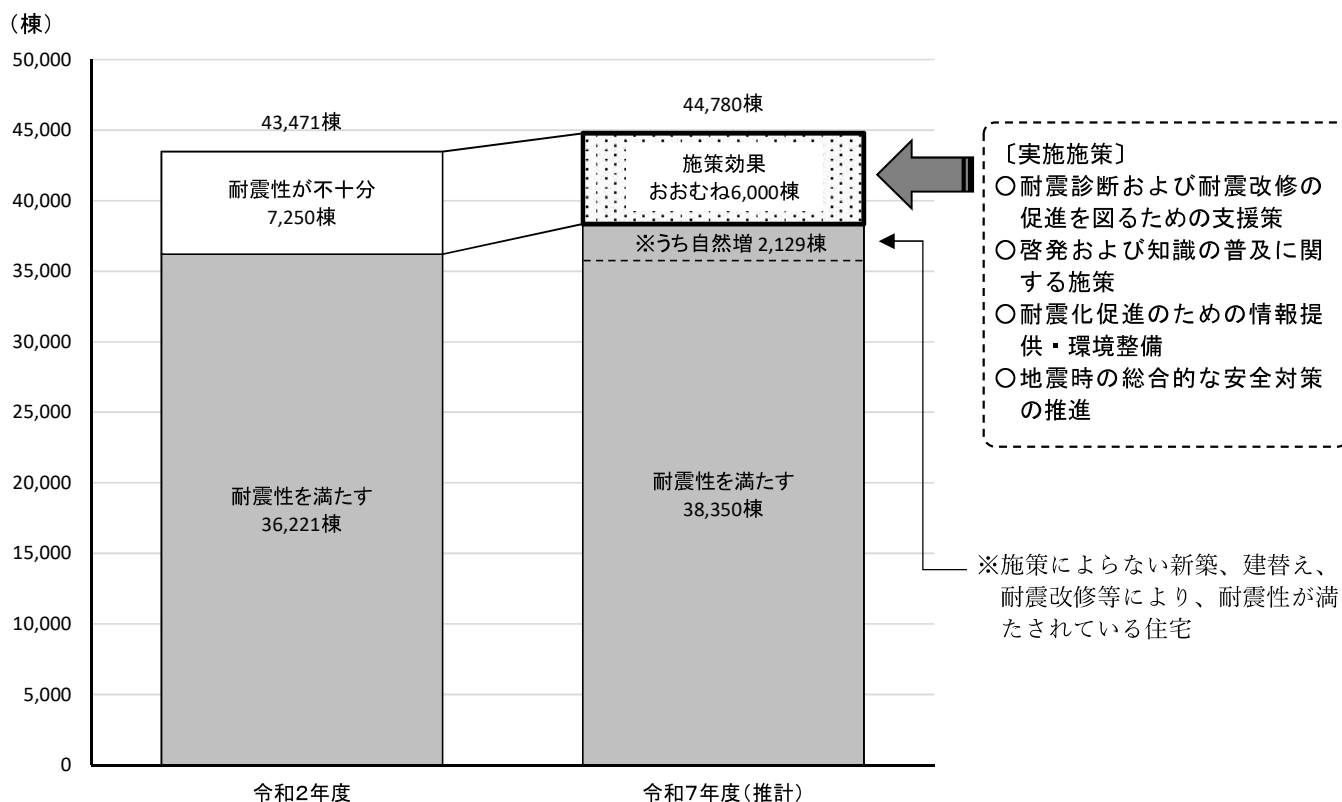 （棟）
50,000
45,000
40,000
35,000
30,000
25,000
20,000
15,000
10,000
5,000
0
43,471棟
耐震性が不十分
7,250棟
耐震性を満たす
36,221棟
令和2年度
44,780棟
施策効果
おおむね6,000棟
※うち自然増 2,129棟
耐震性を満たす
38,350棟
令和7年度（推計）
〔実施施策〕
○耐震診断および耐震改修の
促進を図るための支援策
○啓発および知識の普及に関
する施策
○耐震化促進のための情報提
供・環境整備
○地震時の総合的な安全対策
の推進
※施策によらない新築、建替え、
耐震改修等により、耐震性が満
たされている住宅